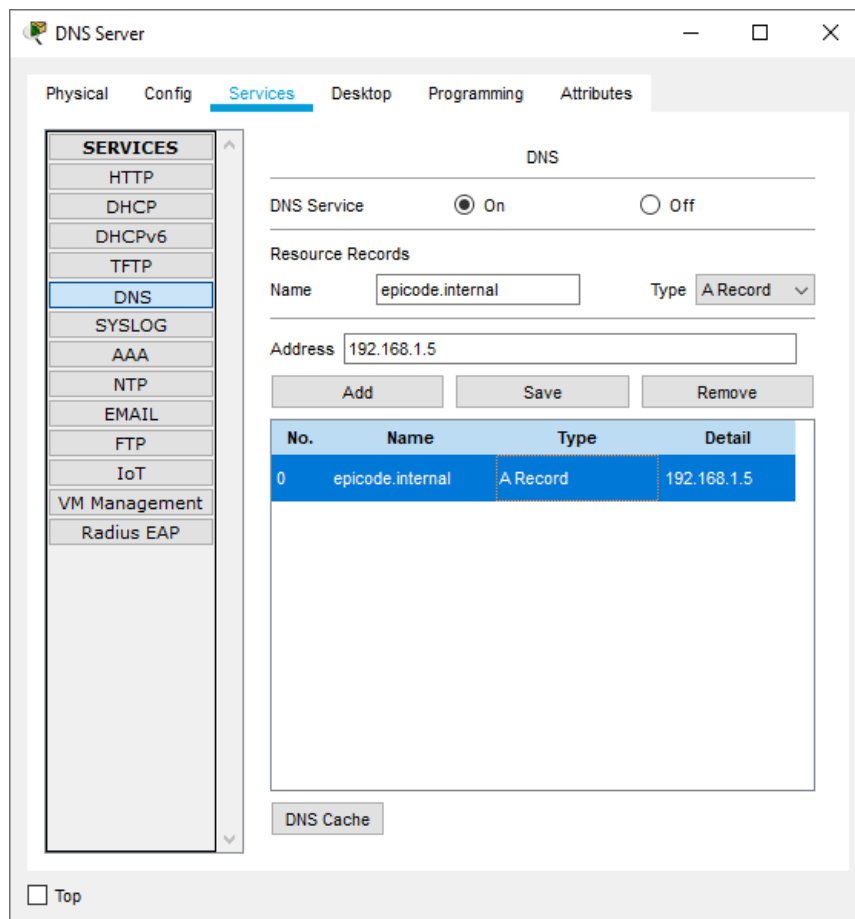 DNS Server
Physical Config Services Desktop Programming Attributes
SERVICES
HTTP
DHCP
DHCPv6
TFTP
DNS
SYSLOG
AAA
NTP
EMAIL
FTP
IoT
VM Management
Radius EAP
DNS
DNS Service On Off
Resource Records
Name epicode.internal Type A Record
Address 192.168.1.5
Add Save Remove
No. Name Type Detail
0 epicode.internal A Record 192.168.1.5
DNS Cache
Top